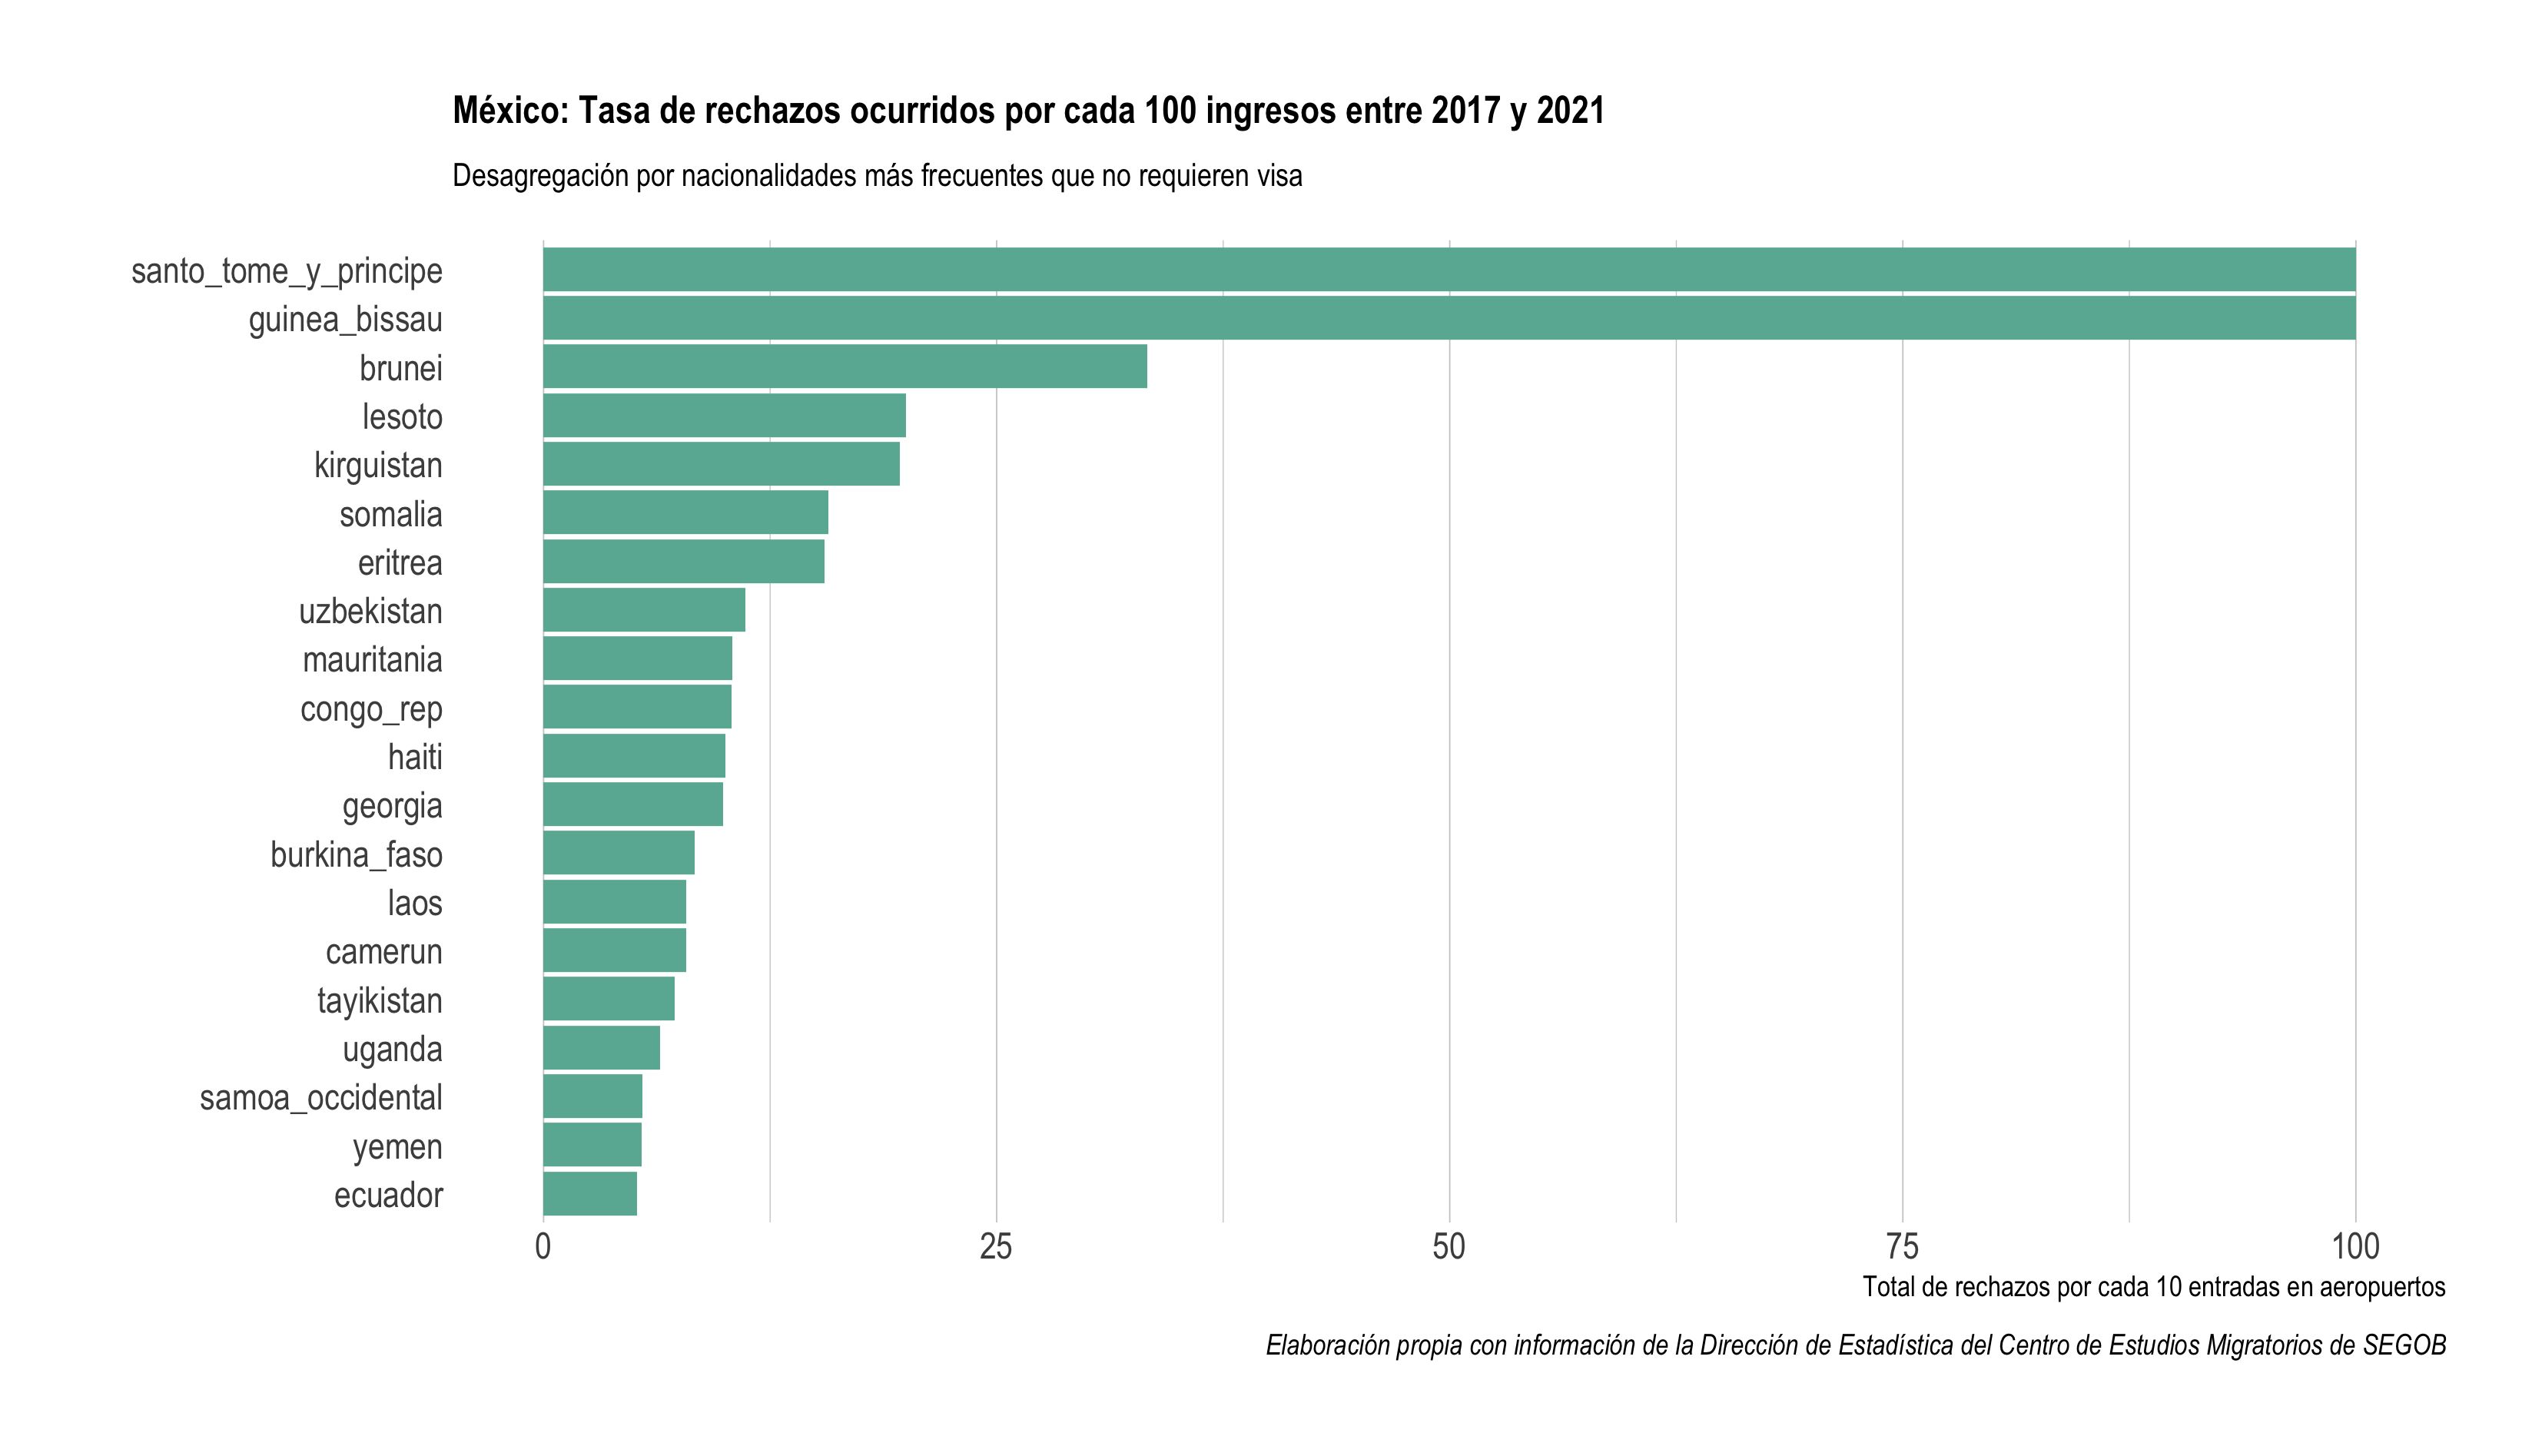 México: Tasa de rechazos ocurridos por cada 100 ingresos entre 2017 y 2021
Desagregación por nacionalidades más frecuentes que no requieren visa
santo_tome_y_principe
guinea_bissau
brunei
lesoto
kirguistan
somalia
eritrea
uzbekistan
mauritania
congo_rep
haiti
georgia
burkina_faso
laos
camerun
tayikistan
uganda
samoa_occidental
yemen
ecuador
0 25 50 75 100
Total de rechazos por cada 10 entradas en aeropuertos
Elaboración propia con información de la Dirección de Estadística del Centro de Estudios Migratorios de SEGOB